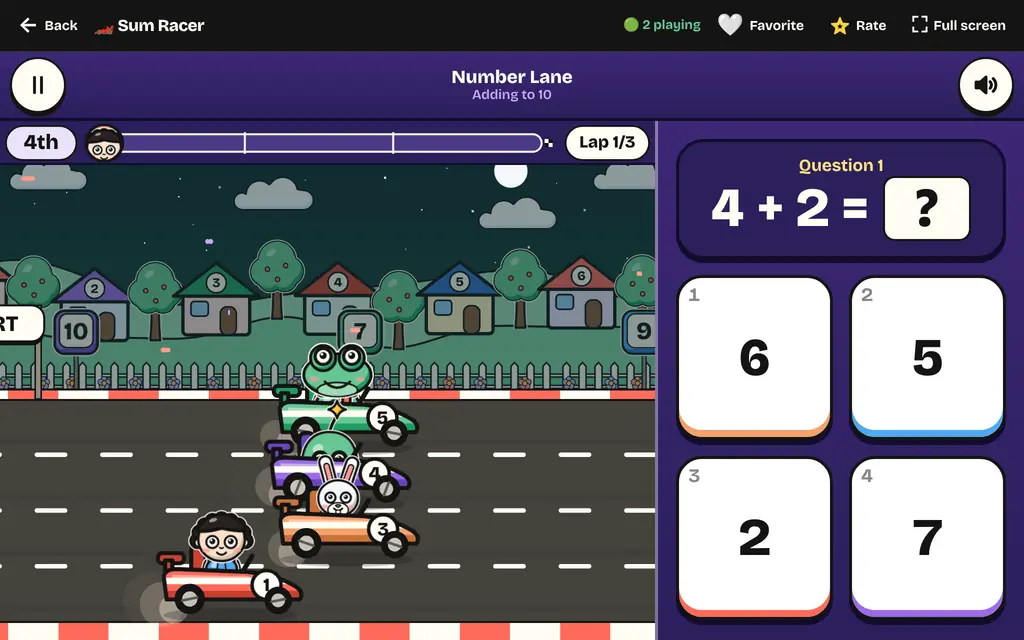 Back
Sum Racer
2 playing
Favorite
Rate
Full screen
Number Lane
Adding to 10
4th
Lap 1/3
2
3
4
5
6
RT
10
7
9
5
4
3
1
Question 1
4 + 2 = ?
1
6
2
5
3
2
4
7